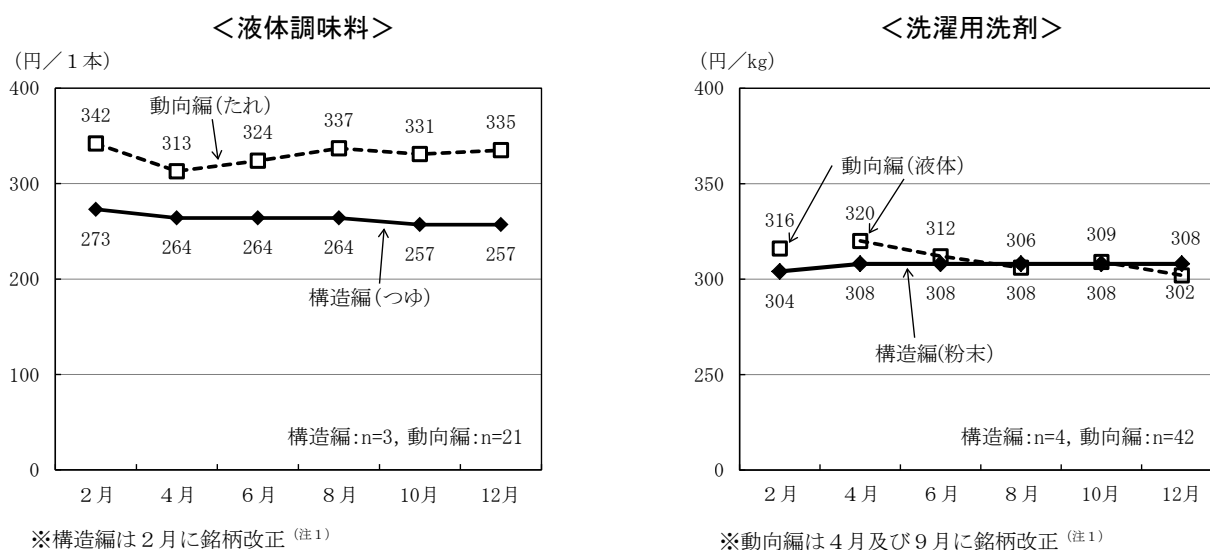 ＜液体調味料＞
(円／１本)
400
300
200
100
0
342
313
324
337
331
335
動向編(たれ)
273
264
264
264
257
257
構造編(つゆ)
構造編:n=3, 動向編:n=21
２月
４月
６月
８月
10月
12月
※構造編は２月に銘柄改正 (注1)
＜洗濯用洗剤＞
(円／kg)
400
350
300
250
0
動向編(液体)
316
320
312
306
309
308
304
308
308
308
308
302
構造編(粉末)
構造編:n=4, 動向編:n=42
２月
４月
６月
８月
10月
12月
※動向編は４月及び９月に銘柄改正 (注1)